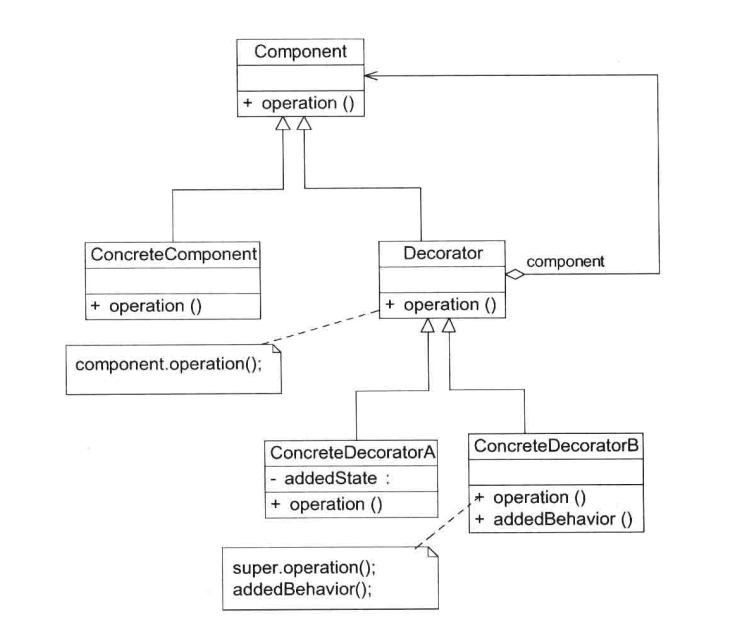 Component
+ operation ()
ConcreteComponent
+ operation ()
Decorator
+ operation ()
component
component.operation();
ConcreteDecoratorA
- addedState :
+ operation ()
ConcreteDecoratorB
+ operation ()
+ addedBehavior ()
super.operation();
addedBehavior();